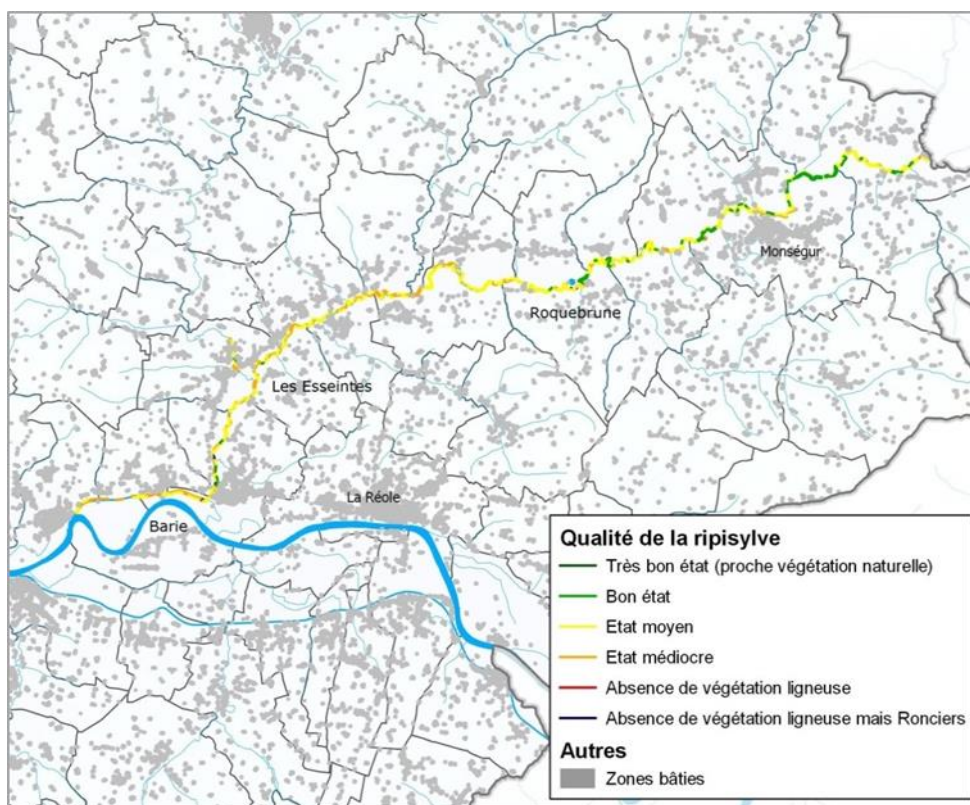 Monségur
Roquebrune
Les Esseintes
La Réole
Barie
Qualité de la ripisylve
Très bon état (proche végétation naturelle)
Bon état
Etat moyen
Etat médiocre
Absence de végétation ligneuse
Absence de végétation ligneuse mais Ronciers
Autres
Zones bâties